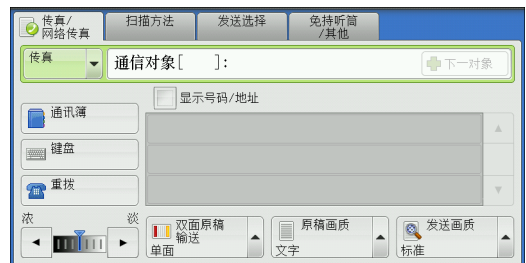 传真/
网络传真
扫描方法
发送选择
免持听筒
/其他
传真
通信对象[ ]:
下一对象
显示号码/地址
通讯簿
键盘
重拨
浓
淡
双面原稿
输送
单面
原稿画质
文字
发送画质
标准